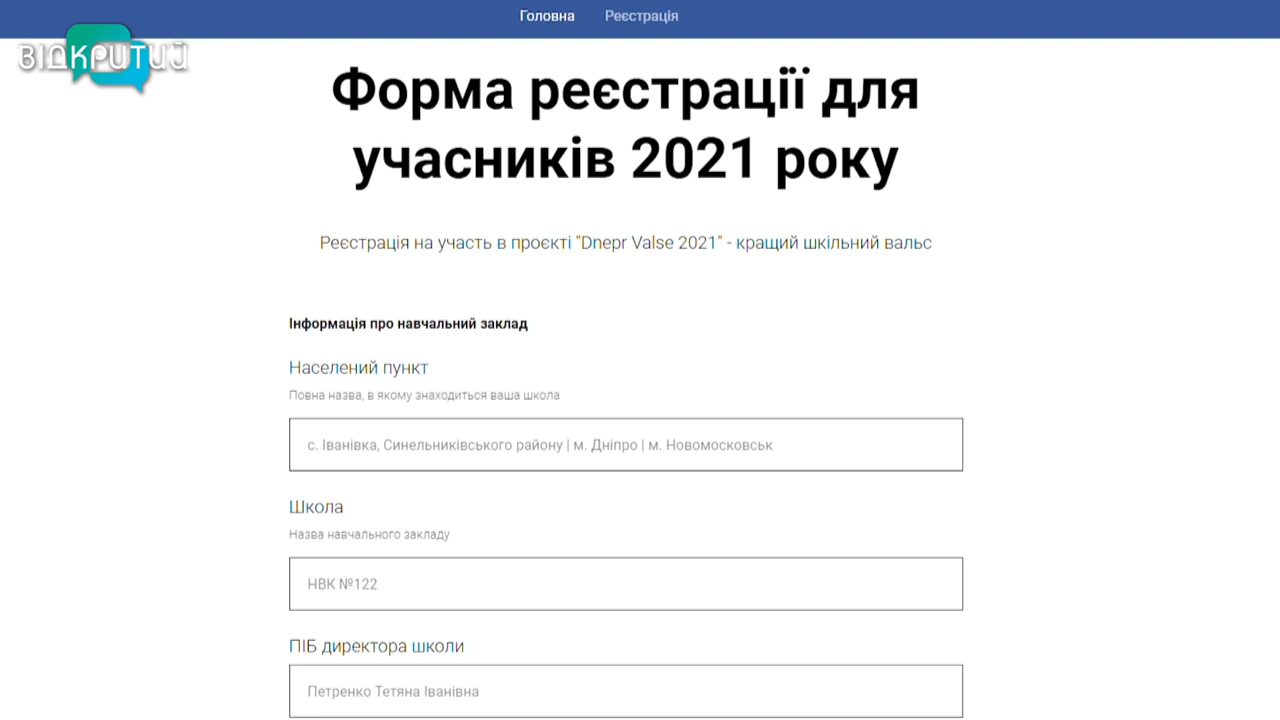 Головна Реєстрація
ВІДКРИТИЙ
Форма реєстрації для
учасників 2021 року
Реєстрація на участь в проєкті "Dnepr Valse 2021" - кращий шкільний вальс
Інформація про навчальний заклад
Населений пункт
Повна назва, в якому знаходиться ваша школа
с. Іванівка, Синельниківського району | м. Дніпро | м. Новомосковськ
Школа
Назва навчального закладу
НВК №122
ПІБ директора школи
Петренко Тетяна Іванівна